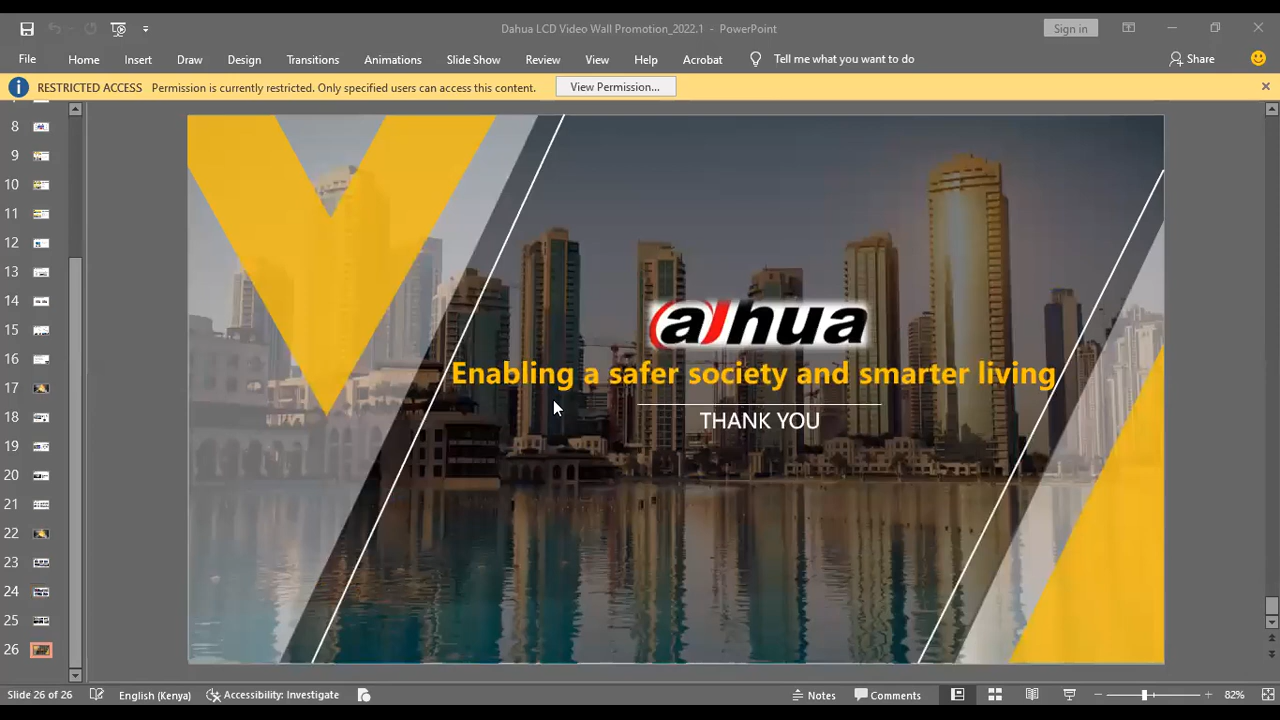 Dahua LCD Video Wall Promotion_2022.1 - PowerPoint
Sign in
File Home Insert Draw Design Transitions Animations Slide Show Review View Help Acrobat Tell me what you want to do Share
RESTRICTED ACCESS Permission is currently restricted. Only specified users can access this content. View Permission...
8
9
10
11
12
13
14
15
16
17
18
19
20
21
22
23
24
25
26
alhua
Enabling a safer society and smarter living
THANK YOU
Slide 26 of 26 English (Kenya) Accessibility: Investigate Notes Comments 82%